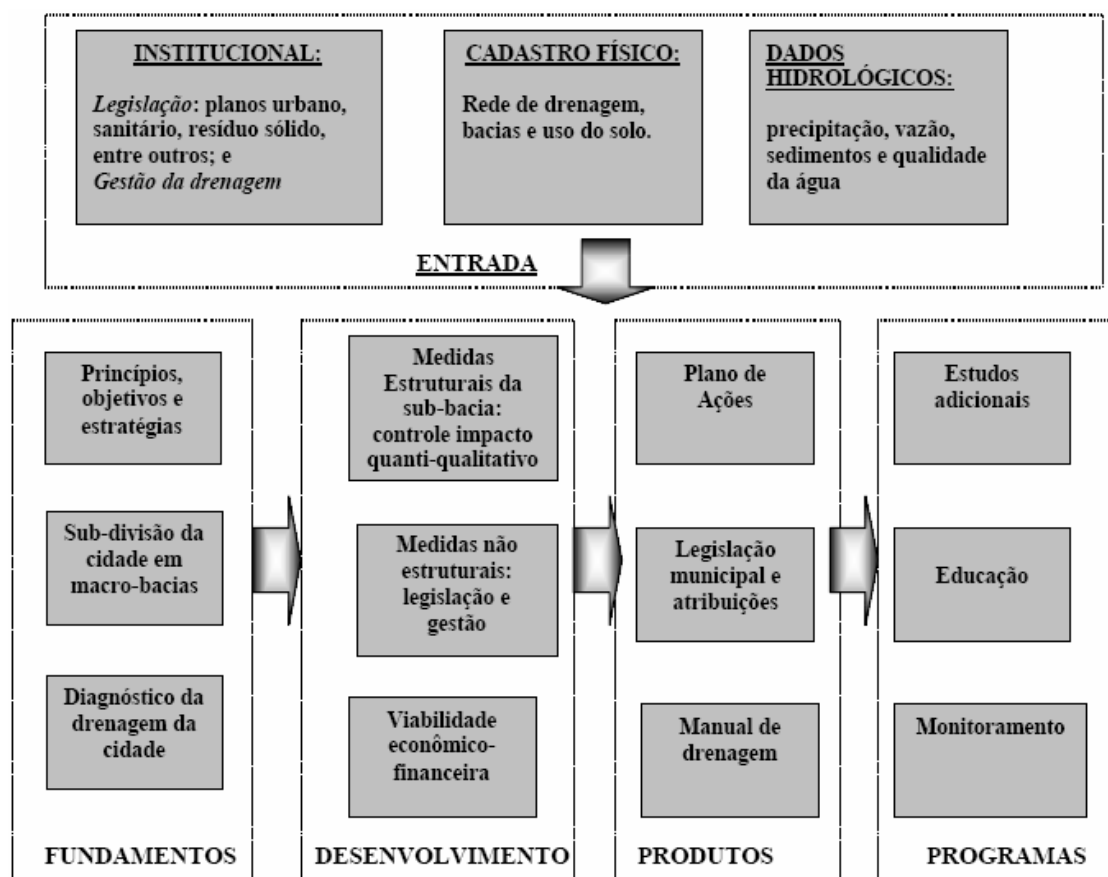 INSTITUCIONAL:
Legislação: planos urbano,
sanitário, resíduo sólido,
entre outros; e
Gestão da drenagem
CADASTRO FÍSICO:
Rede de drenagem,
bacias e uso do solo.
DADOS
HIDROLÓGICOS:
precipitação, vazão,
sedimentos e qualidade
da água
ENTRADA
Princípios,
objetivos e
estratégias
Sub-divisão da
cidade em
macro-bacias
Diagnóstico da
drenagem da
cidade
FUNDAMENTOS
Medidas
Estruturais da
sub-bacia:
controle impacto
quanti-qualitativo
Medidas não
estruturais:
legislação e
gestão
Viabilidade
econômico-
financeira
DESENVOLVIMENTO
Plano de
Ações
Legislação
municipal e
atribuições
Manual de
drenagem
PRODUTOS
Estudos
adicionais
Educação
Monitoramento
PROGRAMAS